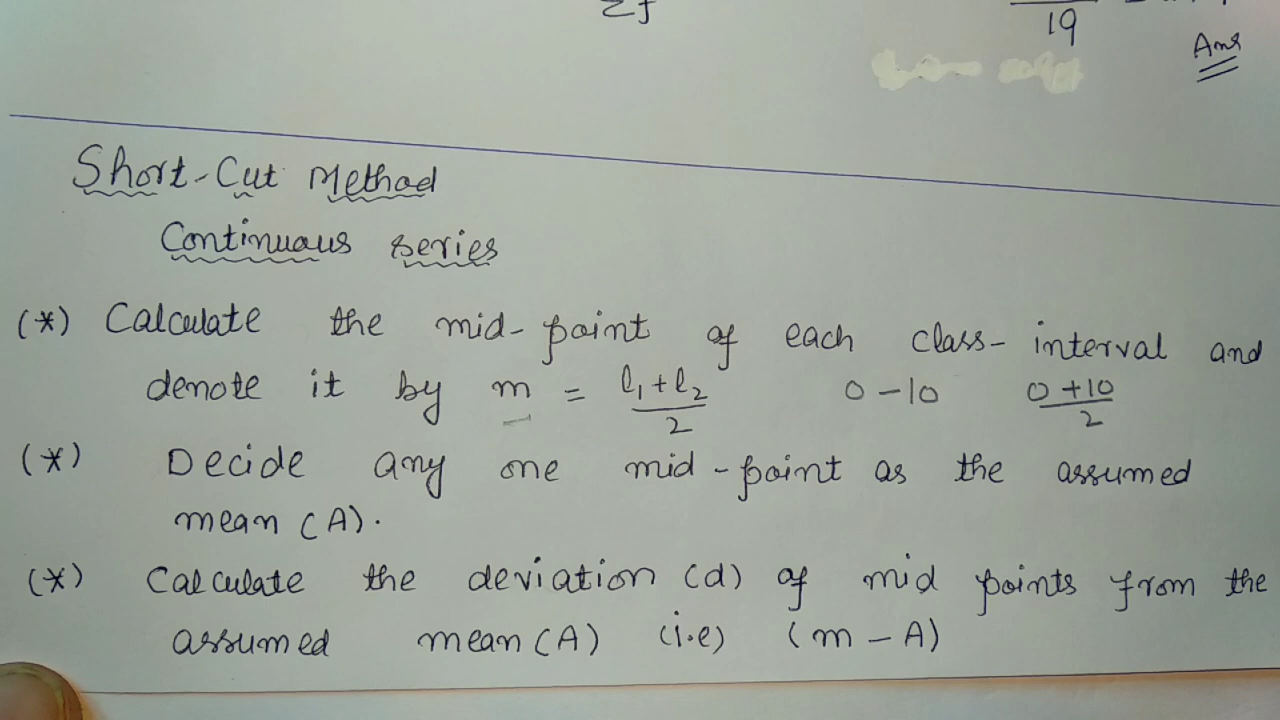 Σf
19
Ans
Short-Cut Method
Continuous series
(*) Calculate the mid-point of each class-interval and
denote it by m = (l₁+l₂)/2 0-10 (0+10)/2
(*) Decide any one mid-point as the assumed
mean (A).
(*) Calculate the deviation (d) of mid points from the
assumed mean (A) (i.e) (m - A)